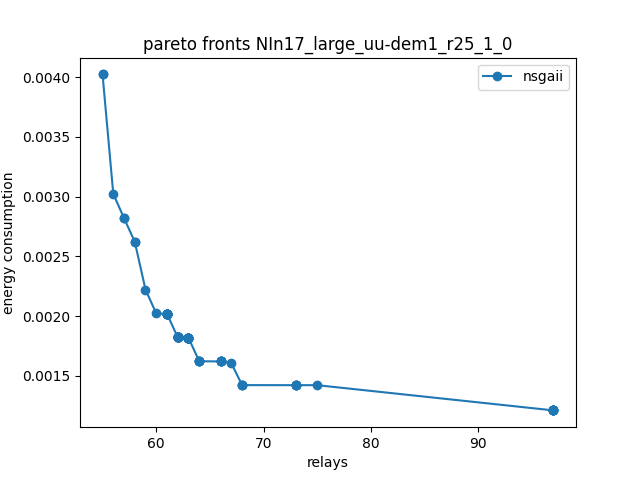 pareto fronts NIn17_large_uu-dem1_r25_1_0
nsgaii
0.0040
0.0035
0.0030
0.0025
0.0020
0.0015
energy consumption
60 70 80 90
relays